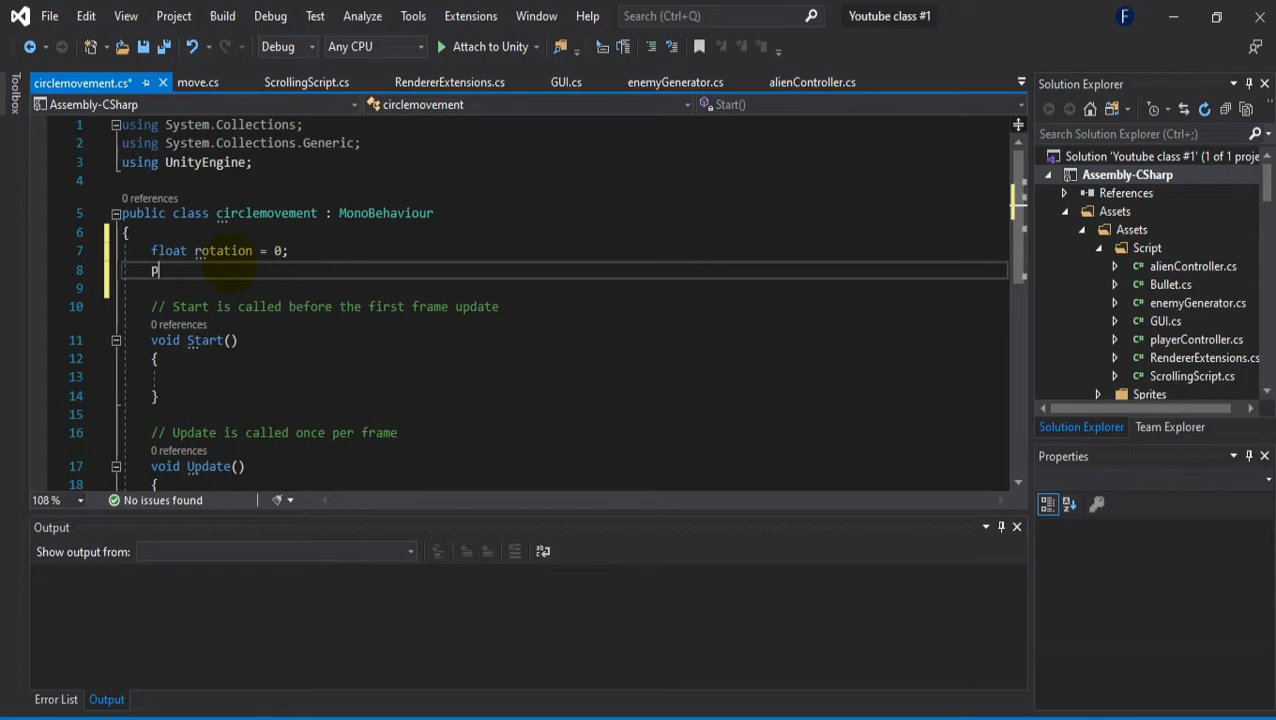 File Edit View Project Build Debug Test Analyze Tools Extensions Window Help Search (Ctrl+Q) Youtube class #1 F
Debug Any CPU Attach to Unity
Toolbox
circlemovement.cs* move.cs ScrollingScript.cs RendererExtensions.cs GUI.cs enemyGenerator.cs alienController.cs
Assembly-CSharp circlemovement Start()
1 using System.Collections;
2 using System.Collections.Generic;
3 using UnityEngine;
4
0 references
5 public class circlemovement : MonoBehaviour
6 {
7 float rotation = 0;
8 p
9
10 // Start is called before the first frame update
0 references
11 void Start()
12 {
13
14 }
15
16 // Update is called once per frame
0 references
17 void Update()
18 {
108 % No issues found
Output
Show output from:
Error List Output
Solution Explorer
Search Solution Explorer (Ctrl+;)
Solution 'Youtube class #1' (1 of 1 proje
Assembly-CSharp
References
Assets
Assets
Script
C# alienController.cs
C# Bullet.cs
C# enemyGenerator.cs
C# GUI.cs
C# playerController.cs
C# RendererExtensions.cs
C# ScrollingScript.cs
Sprites
Solution Explorer Team Explorer
Properties